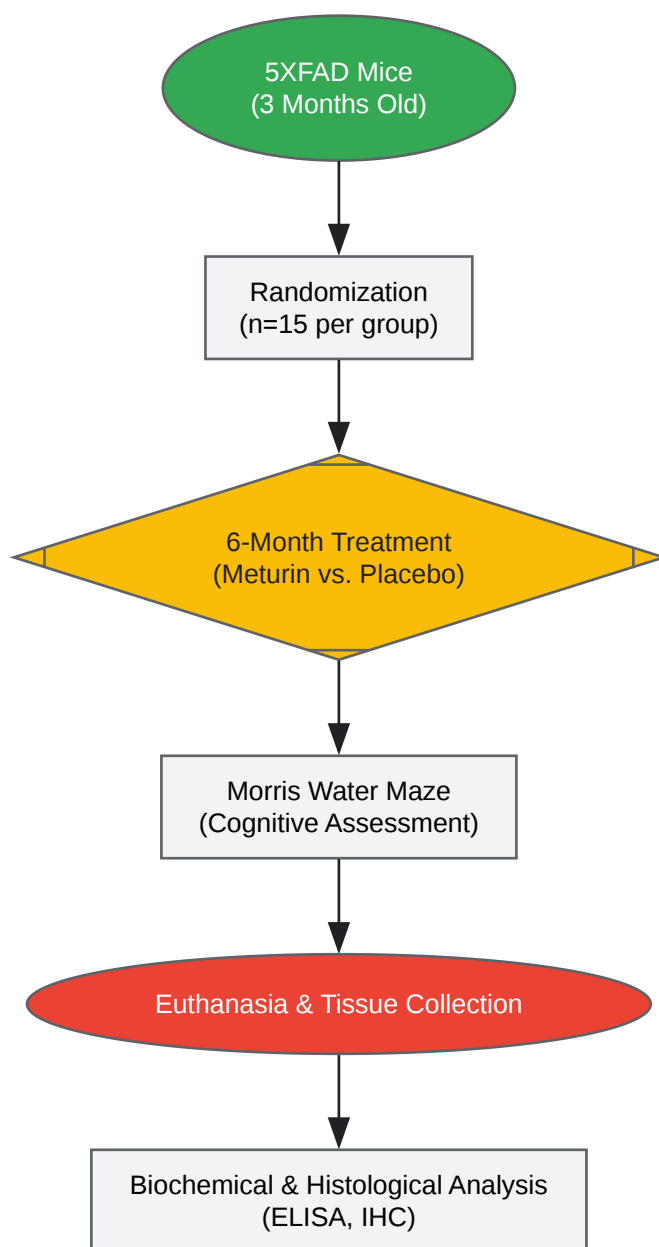 5XFAD Mice
(3 Months Old)
Randomization
(n=15 per group)
6-Month Treatment
(Meturin vs. Placebo)
Morris Water Maze
(Cognitive Assessment)
Euthanasia & Tissue Collection
Biochemical & Histological Analysis
(ELISA, IHC)